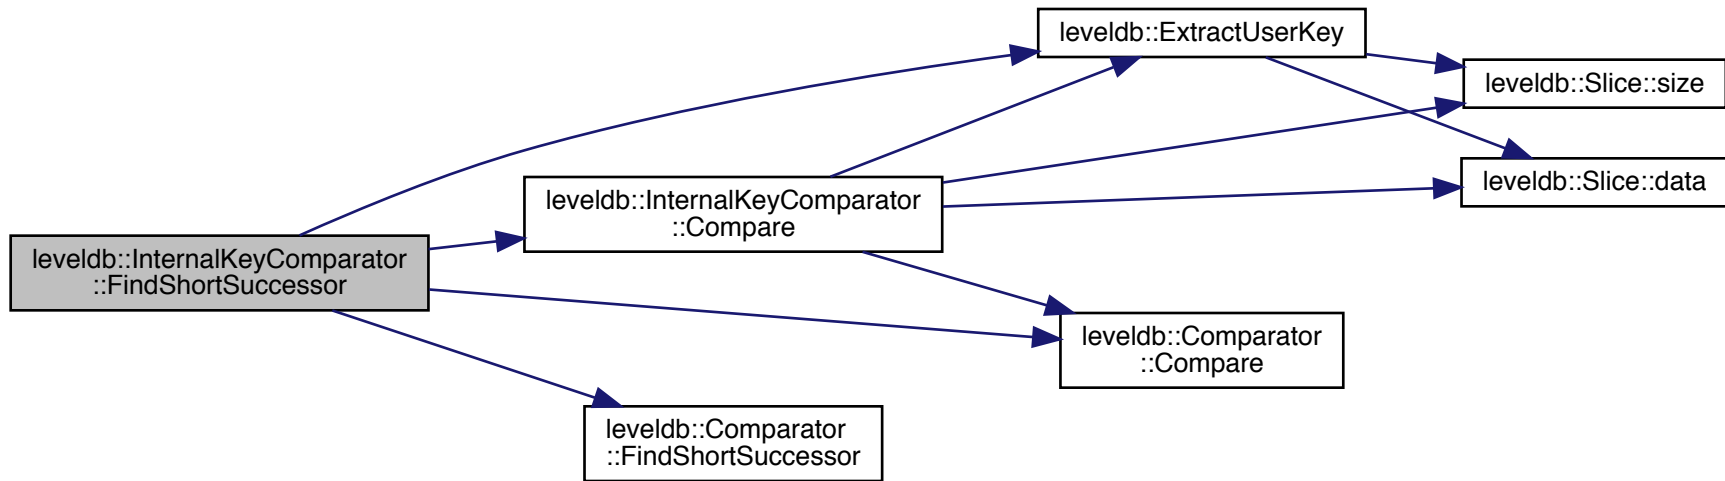 leveldb::InternalKeyComparator
::FindShortSuccessor
leveldb::InternalKeyComparator
::Compare
leveldb::Comparator
::FindShortSuccessor
leveldb::ExtractUserKey
leveldb::Comparator
::Compare
leveldb::Slice::size
leveldb::Slice::data